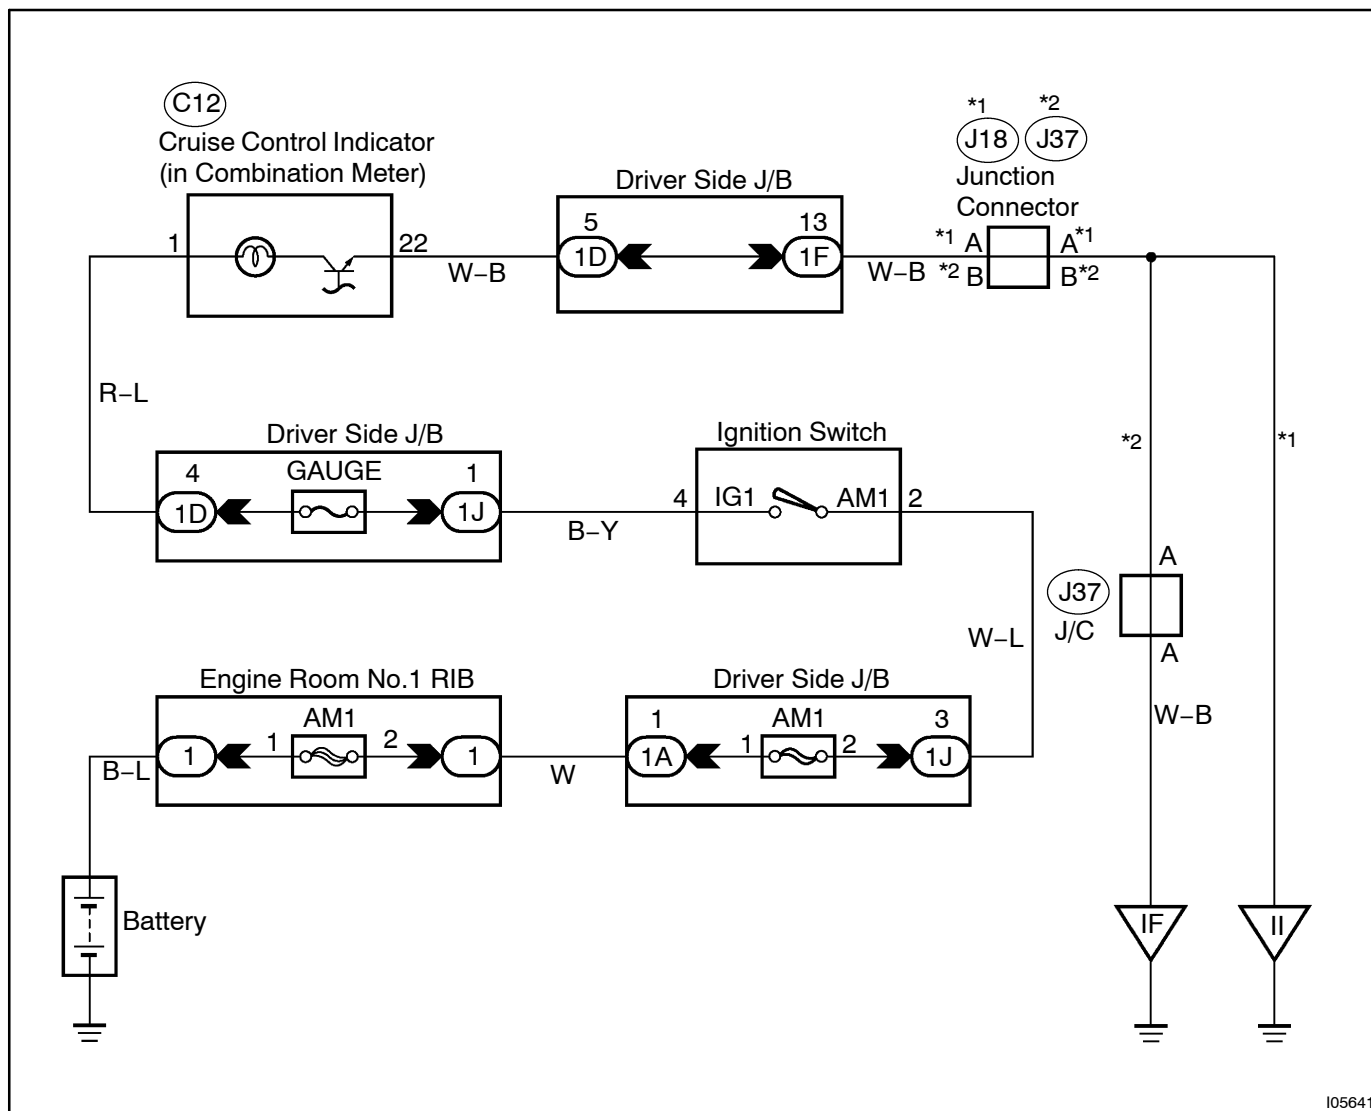 C12
Cruise Control Indicator
(in Combination Meter)
1
22
W–B
Driver Side J/B
5
13
1D
1F
W–B
*1
*2
J18
J37
Junction
Connector
*1 A
A*1
*2 B
B*2
R–L
Driver Side J/B
4
GAUGE
1
1D
1J
B–Y
Ignition Switch
4
IG1
AM1
2
*2
*1
W–L
A
J37
J/C
A
W–B
Engine Room No.1 RIB
AM1
1
1
2
1
B–L
W
Driver Side J/B
1
AM1
3
1A
1
2
1J
Battery
IF
II
I05641